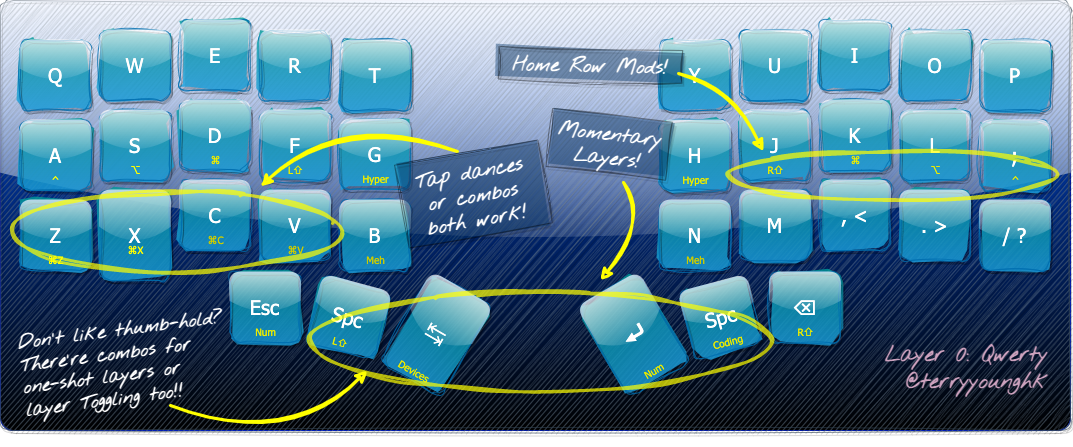 Q W E R T Y U I O P
Home Row Mods!
A S D F G H J K L ;
^ ⌥ ⌘ L⇧ Hyper Hyper R⇧ ⌘ ⌥ ^
Momentary
Layers!
Tap dances
or combos
both work!
Z X C V B N M , < . > / ?
⌘Z ⌘X ⌘C ⌘V Meh Meh
Esc Spc ↹ ↵ Spc ⌫
Num L⇧ Devices Num Coding R⇧
Don't like thumb-hold?
There're combos for
one-shot layers or
layer Toggling too!!
Layer 0: Qwerty
@terryyounghk